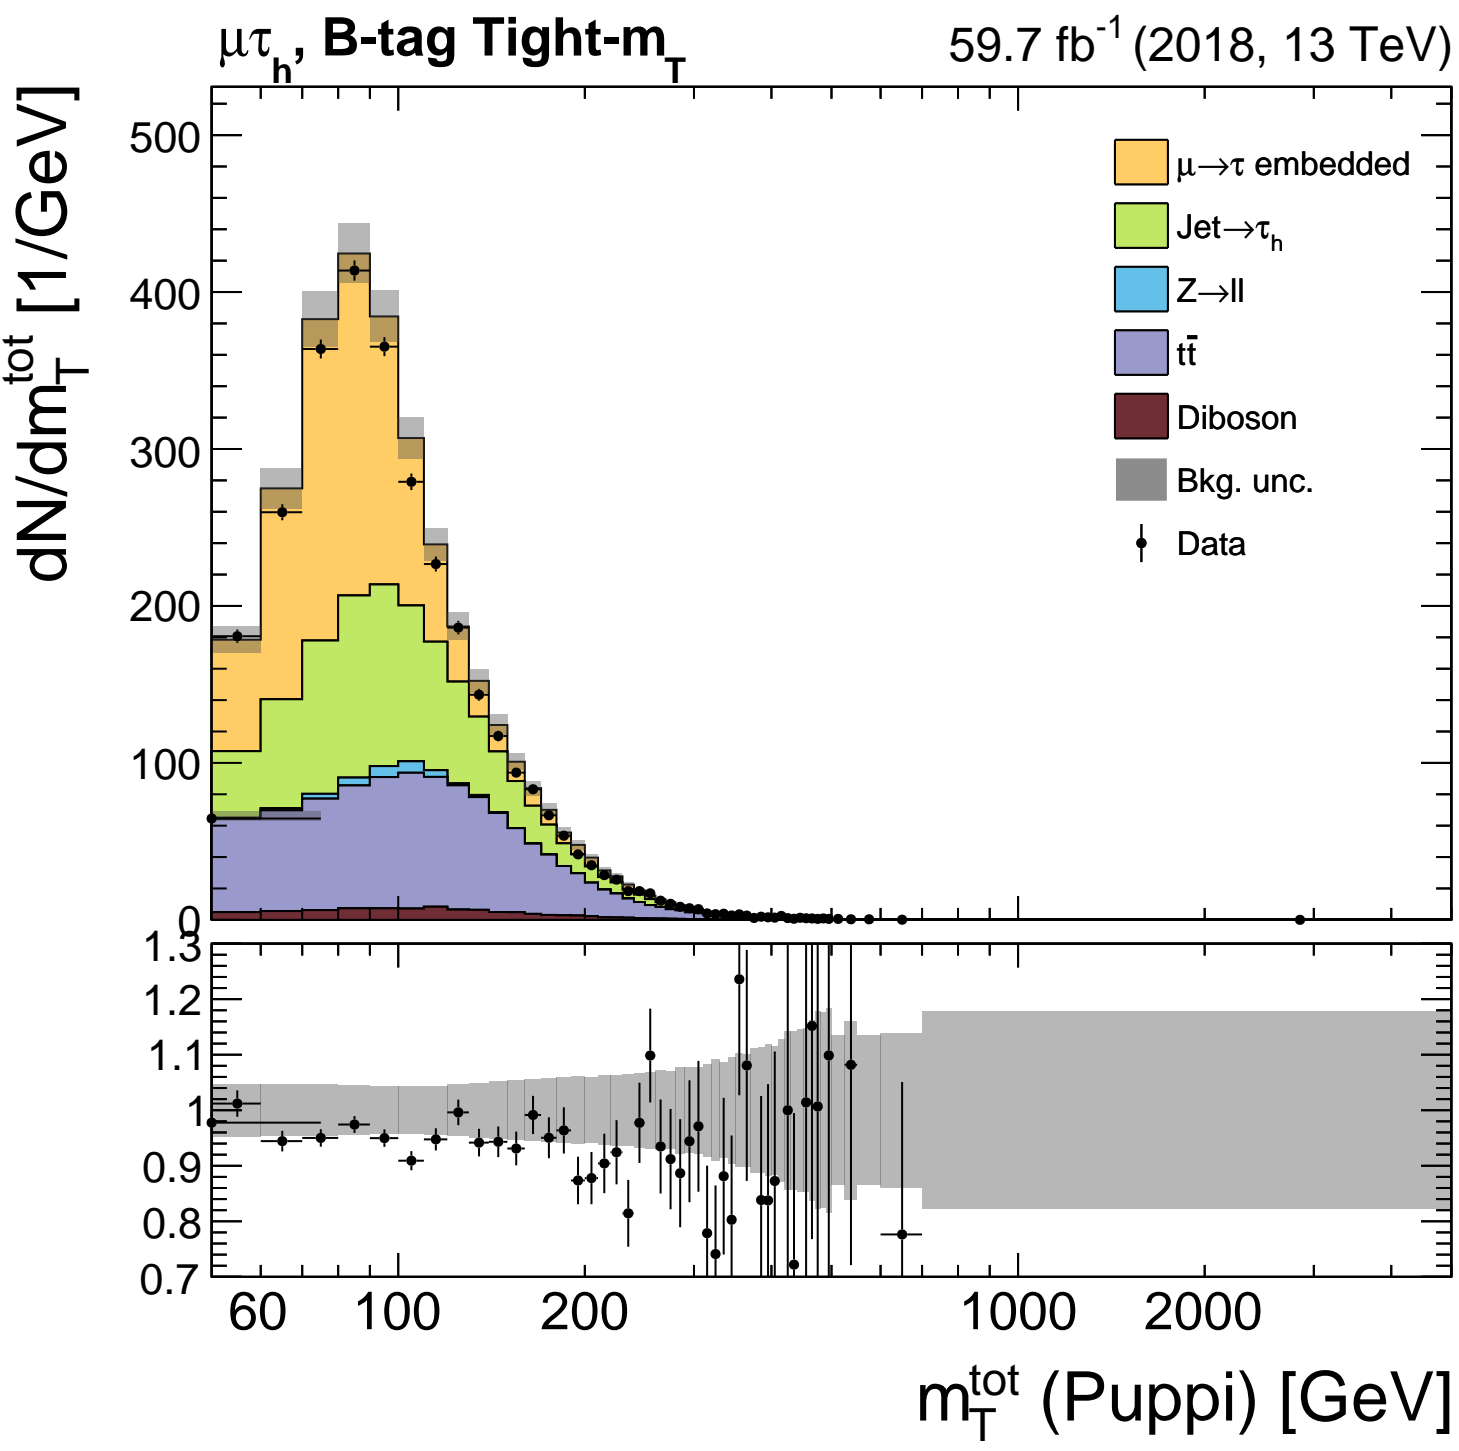 μτh, B-tag Tight-mT
59.7 fb-1 (2018, 13 TeV)
dN/dmTtot [1/GeV]
500
400
300
200
100
0
μ→τ embedded
Jet→τh
Z→ll
tt̄
Diboson
Bkg. unc.
Data
1.3
1.2
1.1
1
0.9
0.8
0.7
60 100 200 1000 2000
mTtot (Puppi) [GeV]